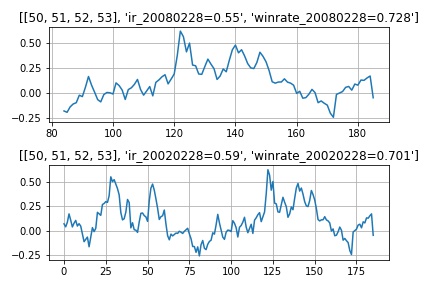 [[50, 51, 52, 53], 'ir_20080228=0.55', 'winrate_20080228=0.728']
0.50
0.25
0.00
−0.25
80 100 120 140 160 180
[[50, 51, 52, 53], 'ir_20020228=0.59', 'winrate_20020228=0.701']
0.50
0.25
0.00
−0.25
0 25 50 75 100 125 150 175